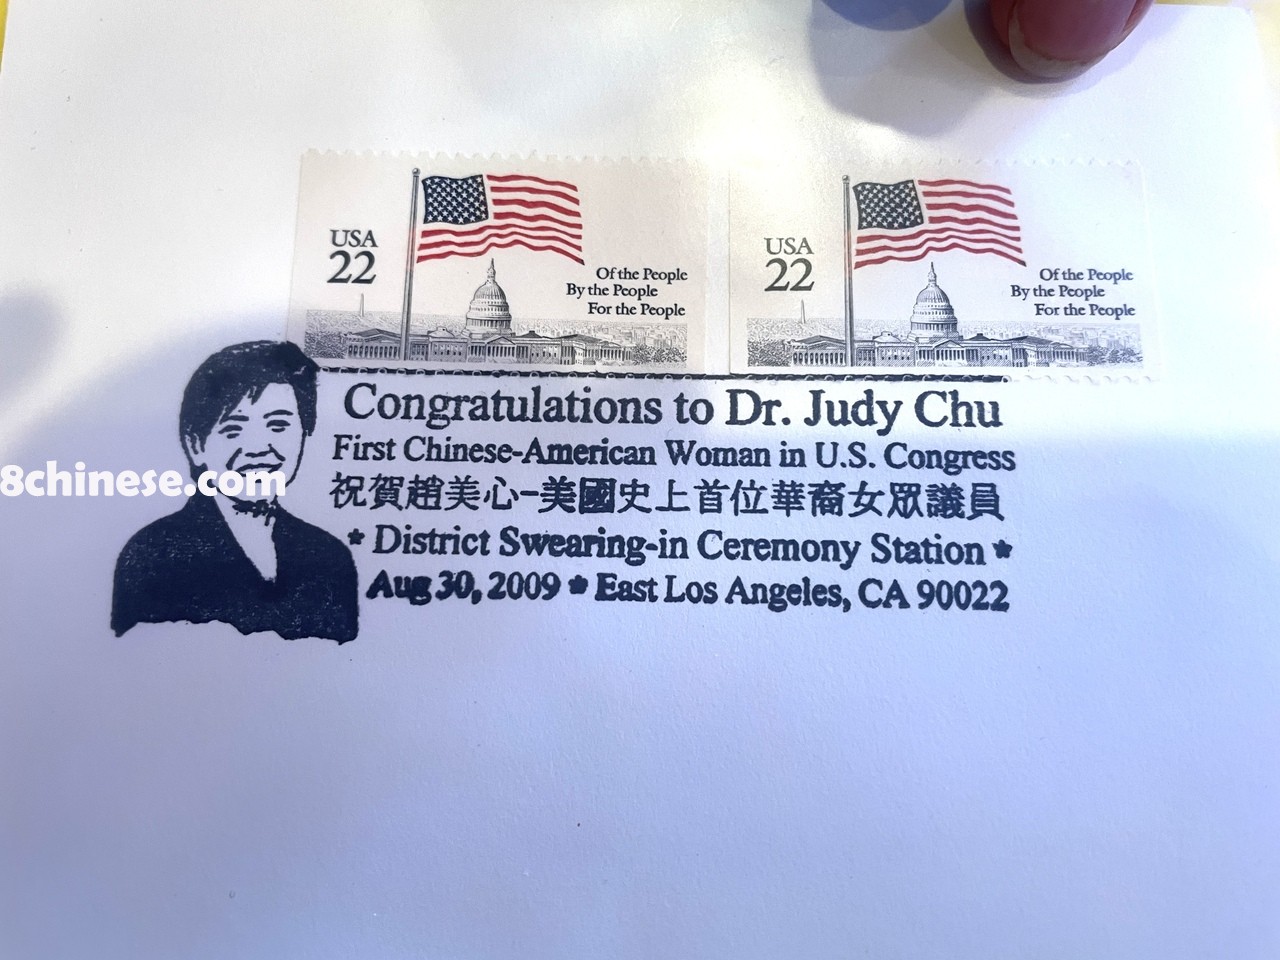 USA
22
Of the People
By the People
For the People
USA
22
Of the People
By the People
For the People
Congratulations to Dr. Judy Chu
First Chinese-American Woman in U.S. Congress
祝賀趙美心-美國史上首位華裔女眾議員
* District Swearing-in Ceremony Station *
Aug 30, 2009 * East Los Angeles, CA 90022
8chinese.com